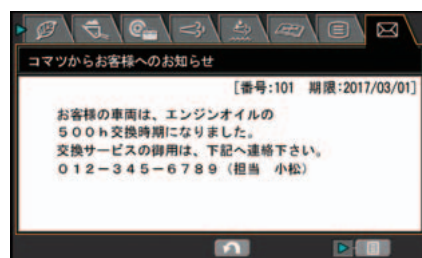 コマツからお客様へのお知らせ
［番号:101　期限:2017/03/01］
お客様の車両は、エンジンオイルの
５００ｈ交換時期になりました。
交換サービスの御用は、下記へ連絡下さい。
０１２－３４５－６７８９（担当　小松）